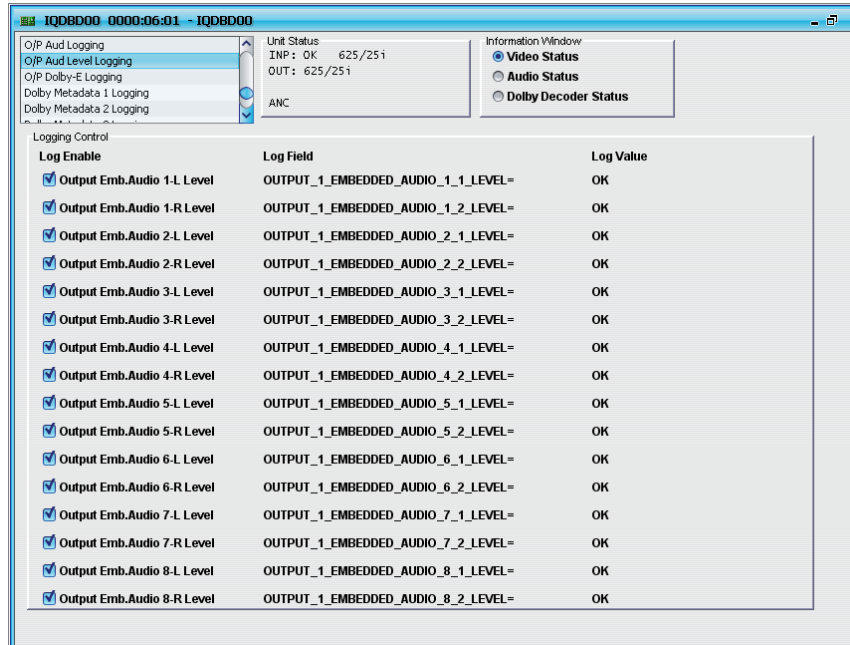 IQDBD00 0000:06:01 - IQDBD00
O/P Aud Logging
O/P Aud Level Logging
O/P Dolby-E Logging
Dolby Metadata 1 Logging
Dolby Metadata 2 Logging
Unit Status
INP: OK 625/25i
OUT: 625/25i
ANC
Information Window
Video Status
Audio Status
Dolby Decoder Status
Logging Control
Log Enable Log Field Log Value
Output Emb.Audio 1-L Level OUTPUT_1_EMBEDDED_AUDIO_1_1_LEVEL= OK
Output Emb.Audio 1-R Level OUTPUT_1_EMBEDDED_AUDIO_1_2_LEVEL= OK
Output Emb.Audio 2-L Level OUTPUT_1_EMBEDDED_AUDIO_2_1_LEVEL= OK
Output Emb.Audio 2-R Level OUTPUT_1_EMBEDDED_AUDIO_2_2_LEVEL= OK
Output Emb.Audio 3-L Level OUTPUT_1_EMBEDDED_AUDIO_3_1_LEVEL= OK
Output Emb.Audio 3-R Level OUTPUT_1_EMBEDDED_AUDIO_3_2_LEVEL= OK
Output Emb.Audio 4-L Level OUTPUT_1_EMBEDDED_AUDIO_4_1_LEVEL= OK
Output Emb.Audio 4-R Level OUTPUT_1_EMBEDDED_AUDIO_4_2_LEVEL= OK
Output Emb.Audio 5-L Level OUTPUT_1_EMBEDDED_AUDIO_5_1_LEVEL= OK
Output Emb.Audio 5-R Level OUTPUT_1_EMBEDDED_AUDIO_5_2_LEVEL= OK
Output Emb.Audio 6-L Level OUTPUT_1_EMBEDDED_AUDIO_6_1_LEVEL= OK
Output Emb.Audio 6-R Level OUTPUT_1_EMBEDDED_AUDIO_6_2_LEVEL= OK
Output Emb.Audio 7-L Level OUTPUT_1_EMBEDDED_AUDIO_7_1_LEVEL= OK
Output Emb.Audio 7-R Level OUTPUT_1_EMBEDDED_AUDIO_7_2_LEVEL= OK
Output Emb.Audio 8-L Level OUTPUT_1_EMBEDDED_AUDIO_8_1_LEVEL= OK
Output Emb.Audio 8-R Level OUTPUT_1_EMBEDDED_AUDIO_8_2_LEVEL= OK